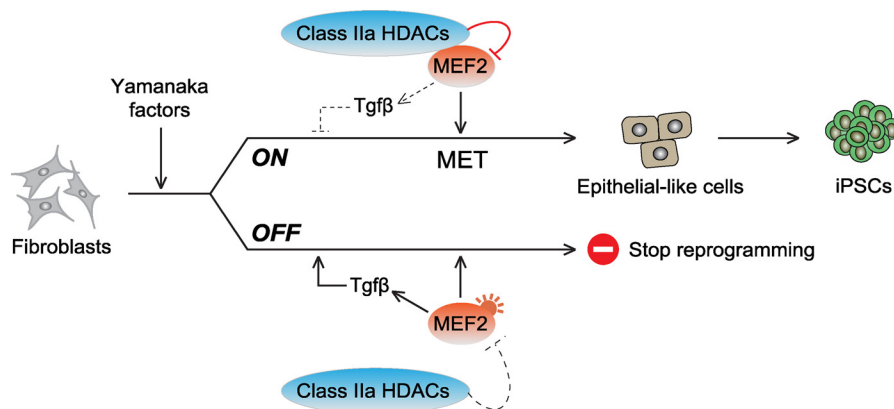 Class IIa HDACs
MEF2
Yamanaka
factors
Tgfβ
ON
MET
Epithelial-like cells
iPSCs
Fibroblasts
OFF
Stop reprogramming
Tgfβ
MEF2
Class IIa HDACs